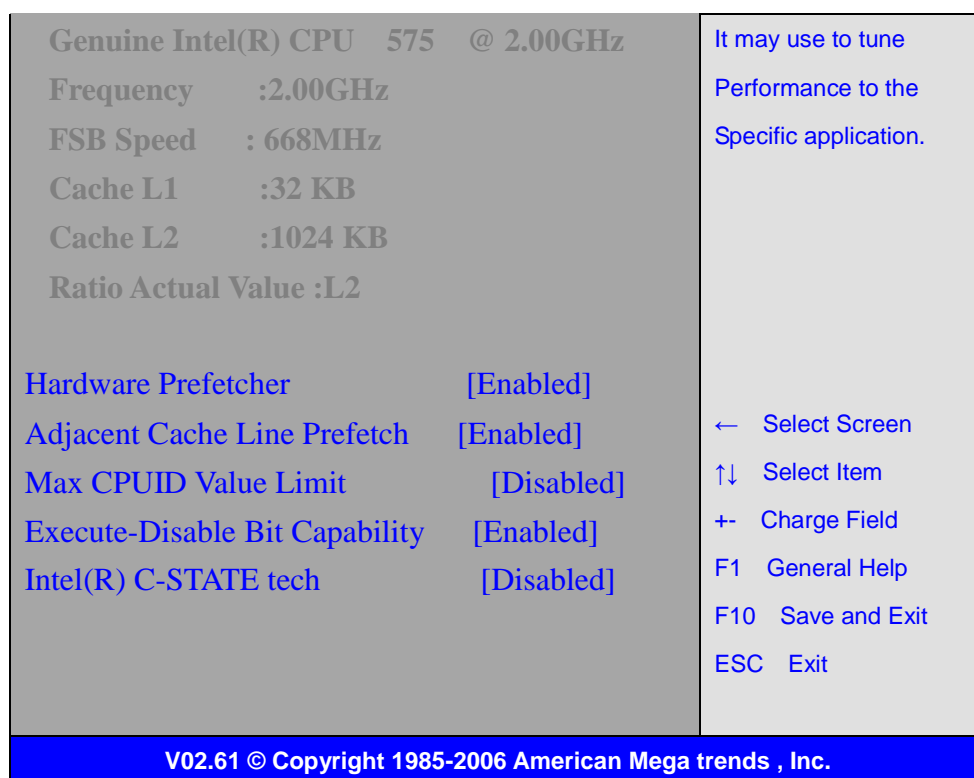 Genuine Intel(R) CPU 575 @ 2.00GHz
Frequency :2.00GHz
FSB Speed : 668MHz
Cache L1 :32 KB
Cache L2 :1024 KB
Ratio Actual Value :L2
Hardware Prefetcher [Enabled]
Adjacent Cache Line Prefetch [Enabled]
Max CPUID Value Limit [Disabled]
Execute-Disable Bit Capability [Enabled]
Intel(R) C-STATE tech [Disabled]
It may use to tune
Performance to the
Specific application.
← Select Screen
↑↓ Select Item
+- Charge Field
F1 General Help
F10 Save and Exit
ESC Exit
V02.61 © Copyright 1985-2006 American Mega trends , Inc.